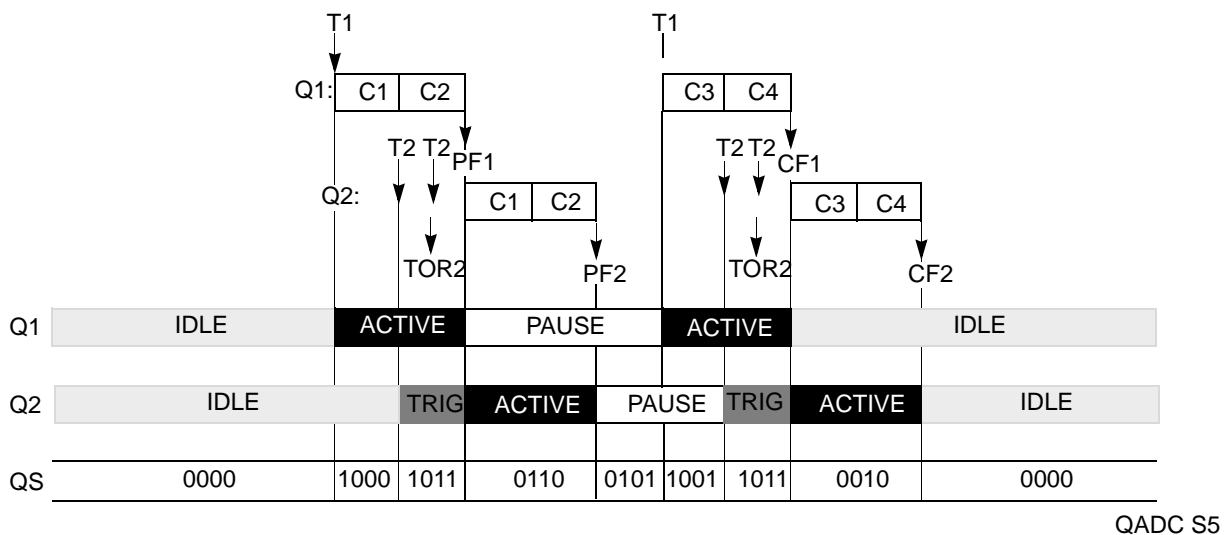 T1 T1
Q1: C1 C2 C3 C4
T2 T2 PF1 T2 T2 CF1
Q2: C1 C2 C3 C4
TOR2 PF2 TOR2 CF2
Q1 IDLE ACTIVE PAUSE ACTIVE IDLE
Q2 IDLE TRIG ACTIVE PAUSE TRIG ACTIVE IDLE
QS 0000 1000 1011 0110 0101 1001 1011 0010 0000
QADC S5